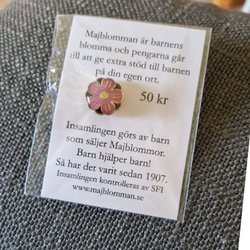 Majblomman är barnens
blomma och pengarna går
till att ge extra stöd till barnen
på din egen ort.
50 kr
Insamlingen görs av barn
som säljer Majblommor.
Barn hjälper barn!
Så har det varit sedan 1907.
Insamlingen kontrolleras av SFI
www.majblomman.se